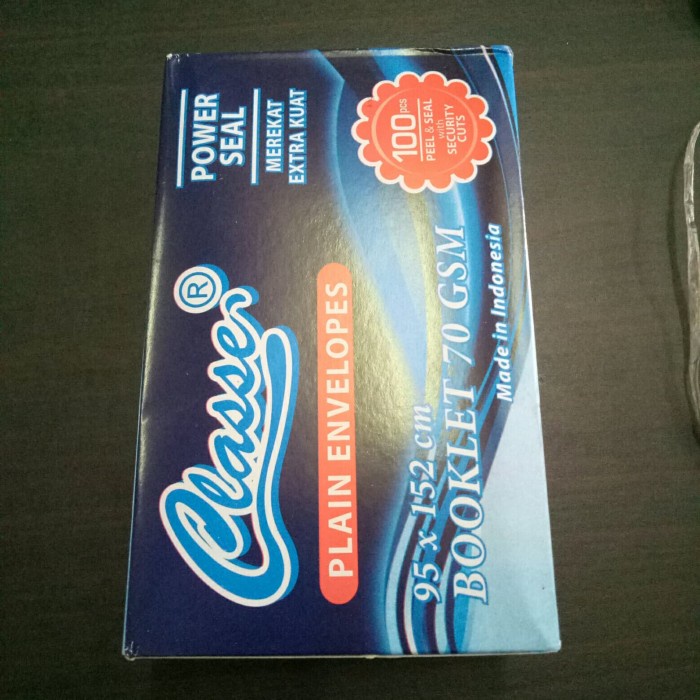 Classe®
POWER
SEAL
MEREKAT
EXTRA KUAT
PLAIN ENVELOPES
100 pcs
PEEL & SEAL
with
SECURITY
CUTS
95 x 152 cm
BOOKLET 70 GSM
Made in Indonesia